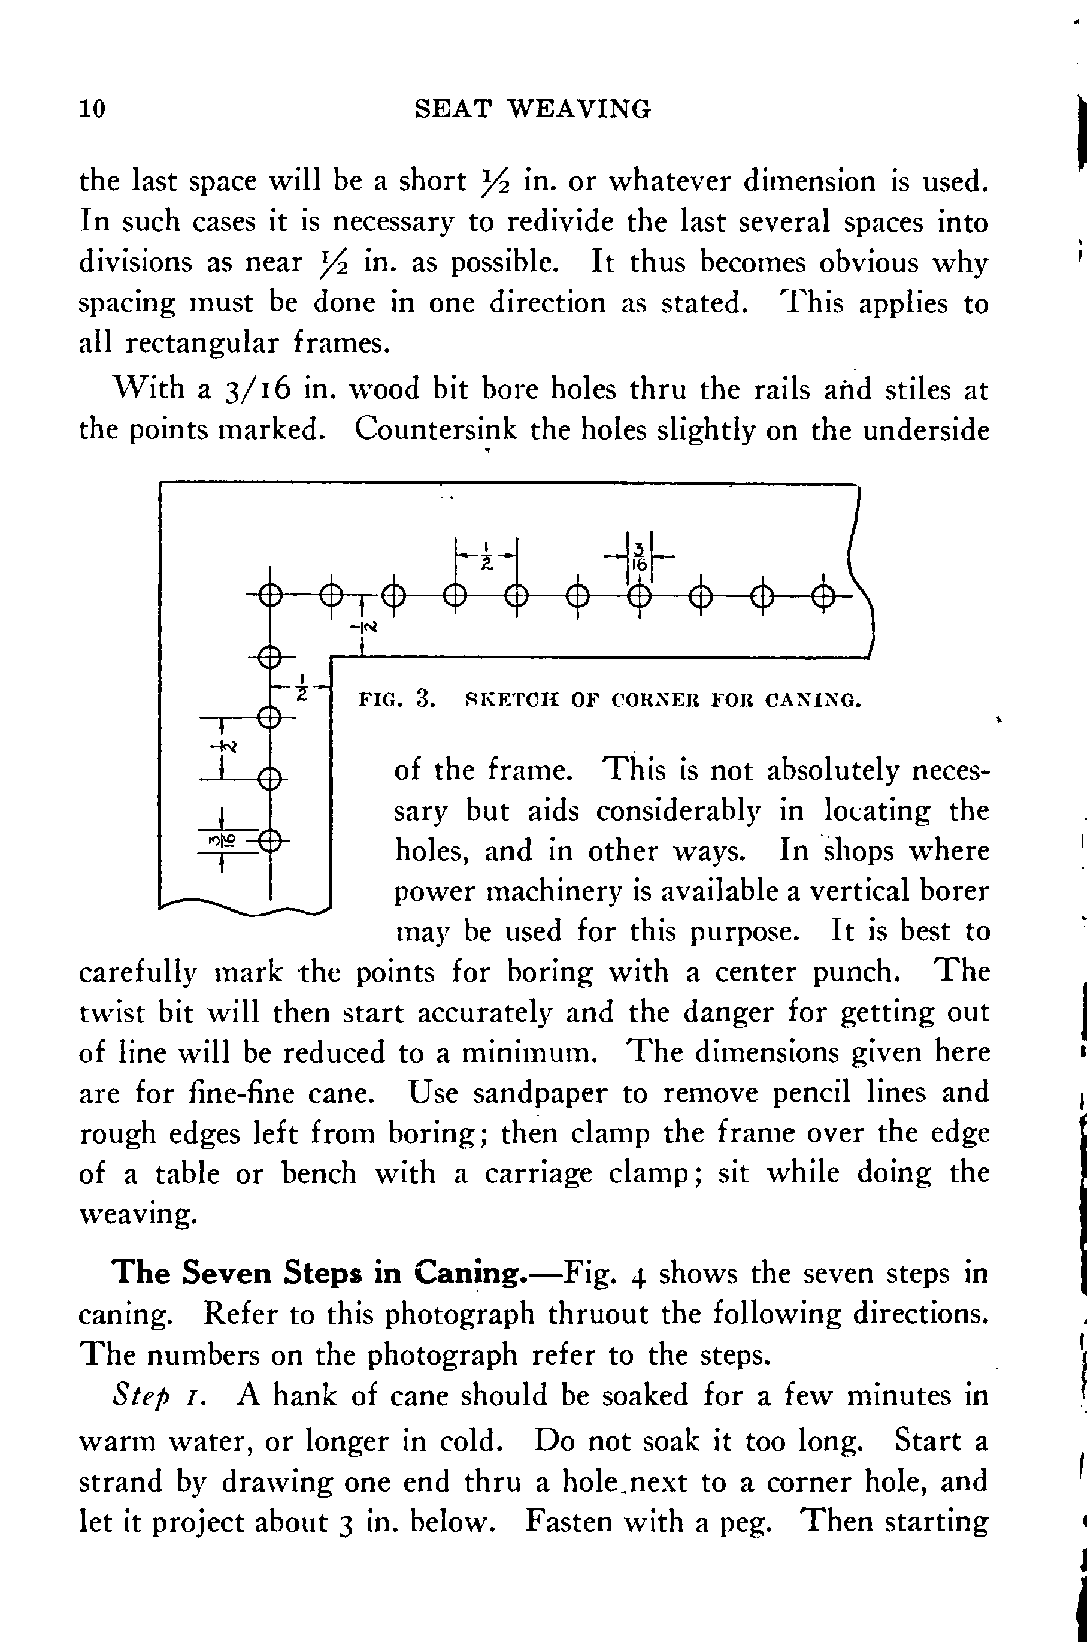 10 SEAT WEAVING
the last space will be a short ½ in. or whatever dimension is used.
In such cases it is necessary to redivide the last several spaces into
divisions as near ½ in. as possible. It thus becomes obvious why
spacing must be done in one direction as stated. This applies to
all rectangular frames.
With a 3/16 in. wood bit bore holes thru the rails and stiles at
the points marked. Countersink the holes slightly on the underside
1/2
3/16
1/2
1/2
FIG. 3. SKETCH OF CORNER FOR CANING.
1/2
3/16
of the frame. This is not absolutely neces-
sary but aids considerably in locating the
holes, and in other ways. In shops where
power machinery is available a vertical borer
may be used for this purpose. It is best to
carefully mark the points for boring with a center punch. The
twist bit will then start accurately and the danger for getting out
of line will be reduced to a minimum. The dimensions given here
are for fine-fine cane. Use sandpaper to remove pencil lines and
rough edges left from boring; then clamp the frame over the edge
of a table or bench with a carriage clamp; sit while doing the
weaving.
The Seven Steps in Caning.—Fig. 4 shows the seven steps in
caning. Refer to this photograph thruout the following directions.
The numbers on the photograph refer to the steps.
Step 1. A hank of cane should be soaked for a few minutes in
warm water, or longer in cold. Do not soak it too long. Start a
strand by drawing one end thru a hole next to a corner hole, and
let it project about 3 in. below. Fasten with a peg. Then starting